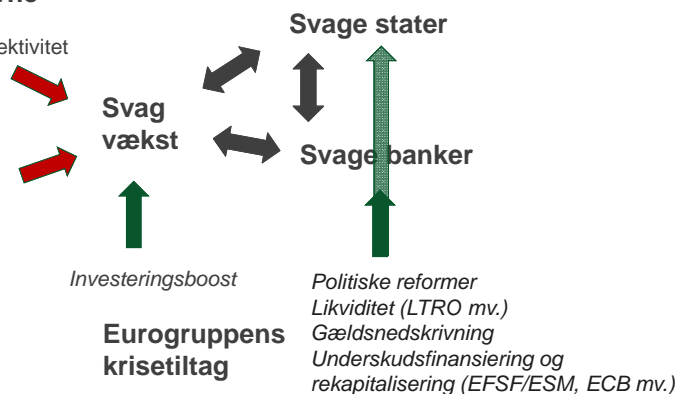 Svage stater
Svag
vækst
Svage banker
Investeringsboost
Eurogruppens
krisetiltag
Politiske reformer
Likviditet (LTRO mv.)
Gældsnedskrivning
Underskudsfinansiering og
rekapitalisering (EFSF/ESM, ECB mv.)